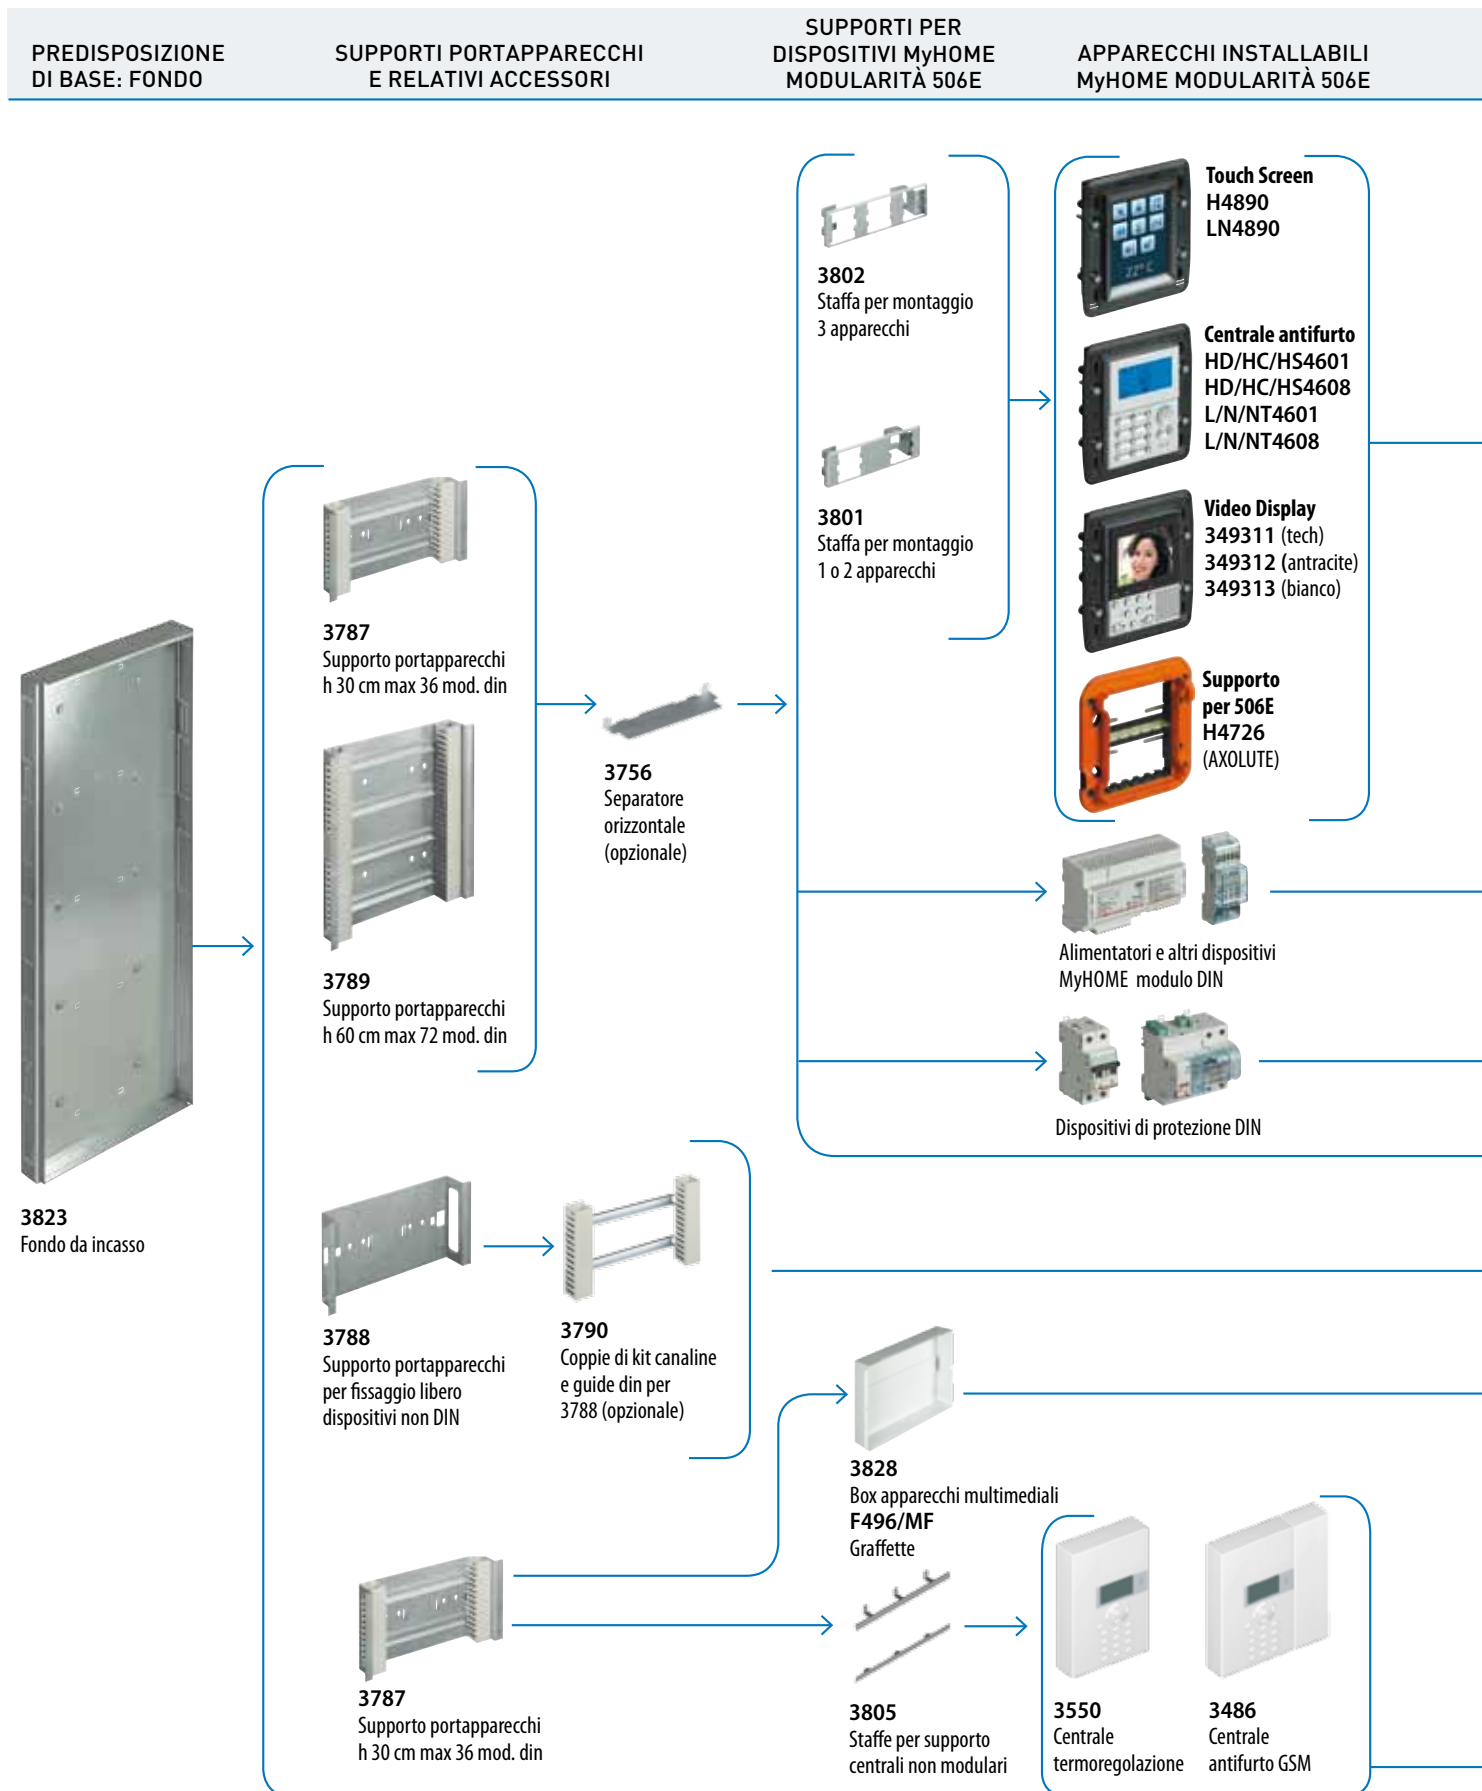 PREDISPOSIZIONE
DI BASE: FONDO
SUPPORTI PORTAPPARECCHI
E RELATIVI ACCESSORI
SUPPORTI PER
DISPOSITIVI MyHOME
MODULARITÀ 506E
APPARECCHI INSTALLABILI
MyHOME MODULARITÀ 506E
3823
Fondo da incasso
3787
Supporto portapparecchi
h 30 cm max 36 mod. din
3789
Supporto portapparecchi
h 60 cm max 72 mod. din
3756
Separatore
orizzontale
(opzionale)
3802
Staffa per montaggio
3 apparecchi
3801
Staffa per montaggio
1 o 2 apparecchi
22°C
Touch Screen
H4890
LN4890
Centrale antifurto
HD/HC/HS4601
HD/HC/HS4608
L/N/NT4601
L/N/NT4608
Video Display
349311 (tech)
349312 (antracite)
349313 (bianco)
Supporto
per 506E
H4726
(AXOLUTE)
Alimentatori e altri dispositivi
MyHOME modulo DIN
Dispositivi di protezione DIN
3788
Supporto portapparecchi
per fissaggio libero
dispositivi non DIN
3790
Coppie di kit canaline
e guide din per
3788 (opzionale)
3828
Box apparecchi multimediali
F496/MF
Graffette
3787
Supporto portapparecchi
h 30 cm max 36 mod. din
3805
Staffe per supporto
centrali non modulari
3550
Centrale
termoregolazione
3486
Centrale
antifurto GSM